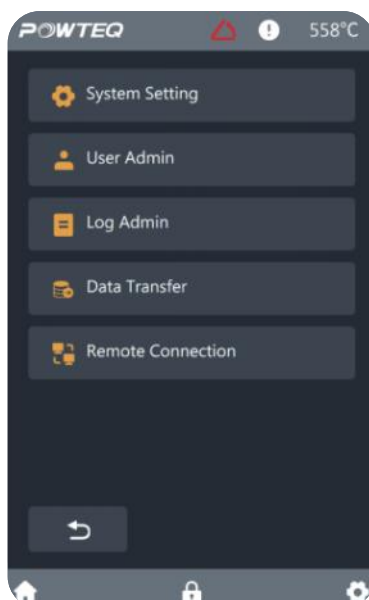 POWTEQ 558°C
System Setting
User Admin
Log Admin
Data Transfer
Remote Connection